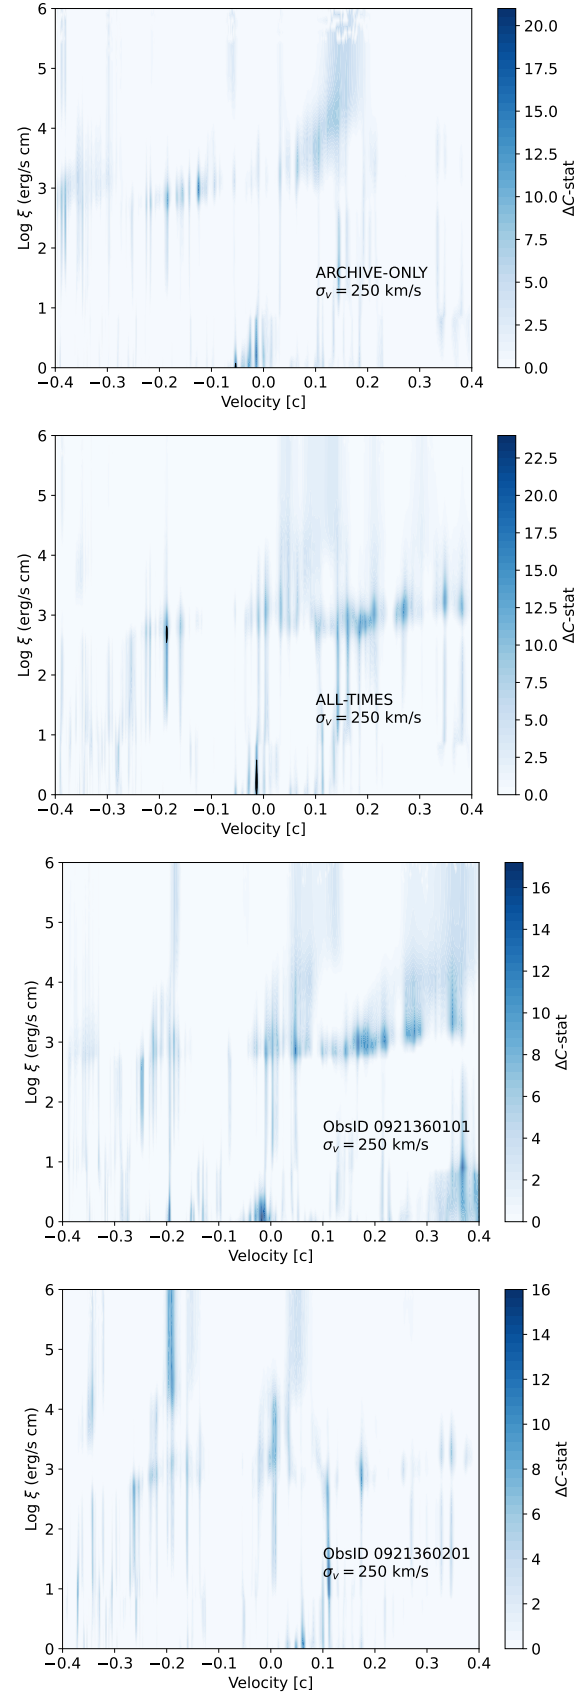 6
5
4
3
2
1
0
Log ξ (erg/s cm)
−0.4 −0.3 −0.2 −0.1 0.0 0.1 0.2 0.3 0.4
Velocity [c]
ARCHIVE-ONLY
σᵥ = 250 km/s
20.0
17.5
15.0
12.5
10.0
7.5
5.0
2.5
0.0
ΔC-stat
6
5
4
3
2
1
0
Log ξ (erg/s cm)
−0.4 −0.3 −0.2 −0.1 0.0 0.1 0.2 0.3 0.4
Velocity [c]
ALL-TIMES
σᵥ = 250 km/s
22.5
20.0
17.5
15.0
12.5
10.0
7.5
5.0
2.5
0.0
ΔC-stat
6
5
4
3
2
1
0
Log ξ (erg/s cm)
−0.4 −0.3 −0.2 −0.1 0.0 0.1 0.2 0.3 0.4
Velocity [c]
ObsID 0921360101
σᵥ = 250 km/s
16
14
12
10
8
6
4
2
0
ΔC-stat
6
5
4
3
2
1
0
Log ξ (erg/s cm)
−0.4 −0.3 −0.2 −0.1 0.0 0.1 0.2 0.3 0.4
Velocity [c]
ObsID 0921360201
σᵥ = 250 km/s
16
14
12
10
8
6
4
2
0
ΔC-stat